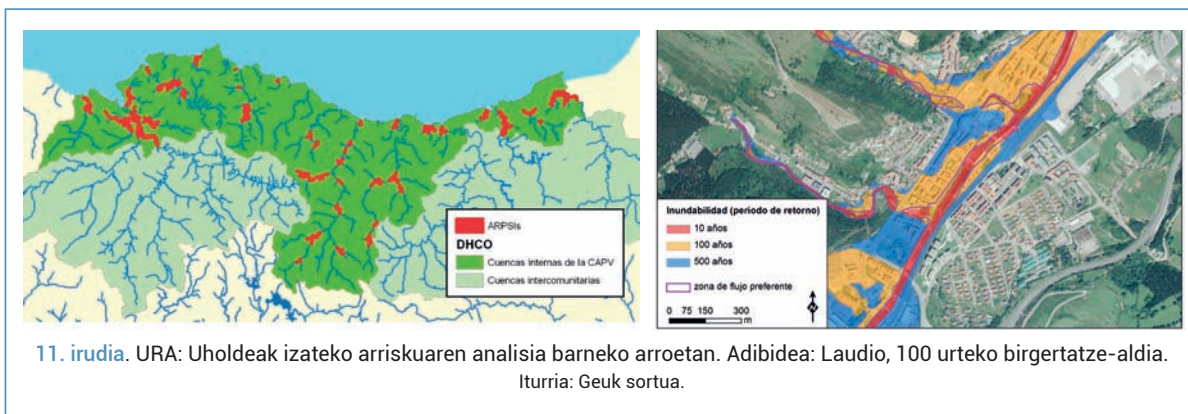 ARPSIs
DHCO
Cuencas internas de la CAPV
Cuencas intercomunitarias
Inundabilidad (período de retorno)
10 años
100 años
500 años
zona de flujo preferente
0 75 150 300
m
N
11. irudia. URA: Uholdeak izateko arriskuaren analisia barneko arroetan. Adibidea: Laudio, 100 urteko birgertatze-aldia.
Iturria: Geuk sortua.